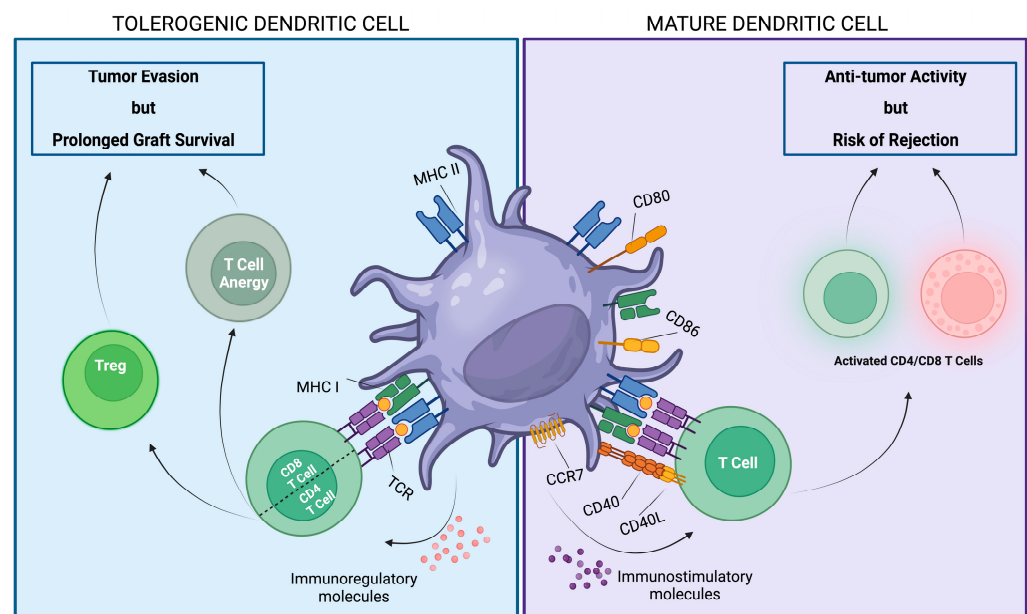 TOLEROGENIC DENDRITIC CELL
MATURE DENDRITIC CELL
Tumor Evasion
but
Prolonged Graft Survival
Anti-tumor Activity
but
Risk of Rejection
MHC II
CD80
T Cell
Anergy
CD86
Treg
Activated CD4/CD8 T Cells
MHC I
CD8
T Cell
CD4
T Cell
TCR
CCR7
CD40
CD40L
T Cell
Immunoregulatory
molecules
Immunostimulatory
molecules